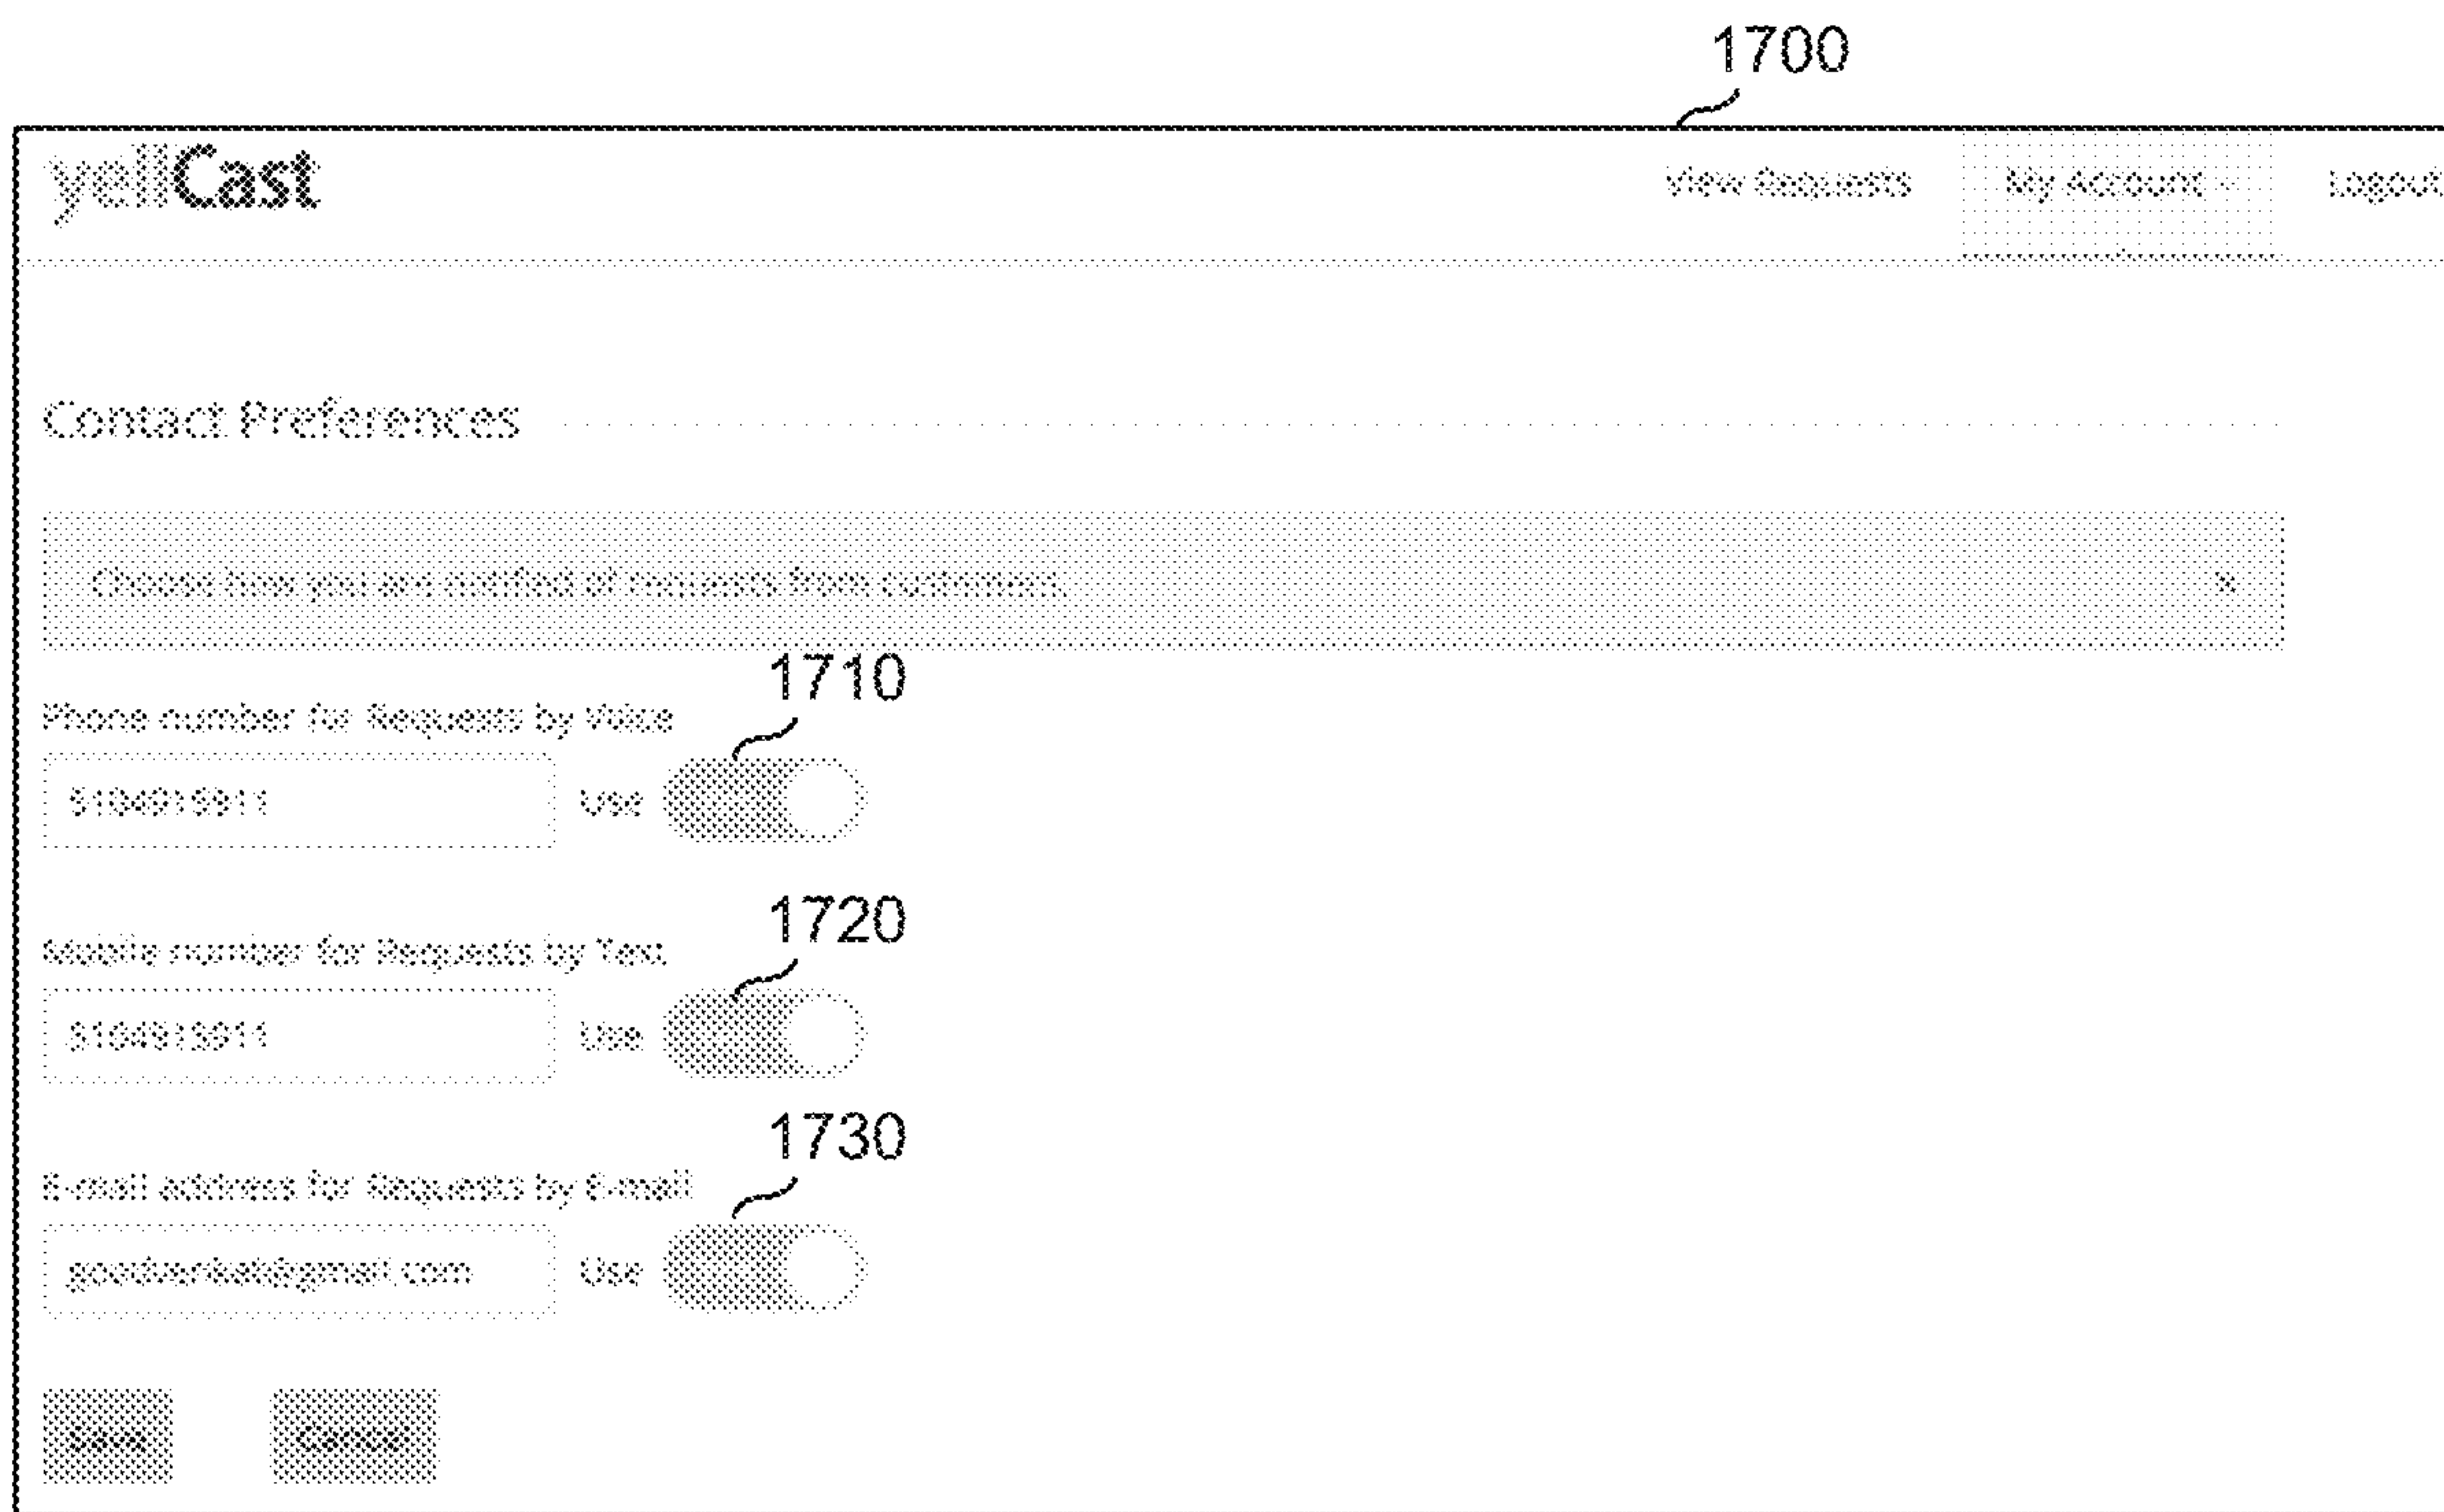 1700
yellCast View Requests My Account Logout
Contact Preferences
Choose how you are notified of requests from customers. ×
1710
Phone number for Requests by Voice
Use
1720
Mobile number for Requests by Text
Use
1730
E-mail address for Requests by E-mail
Use
Save Cancel